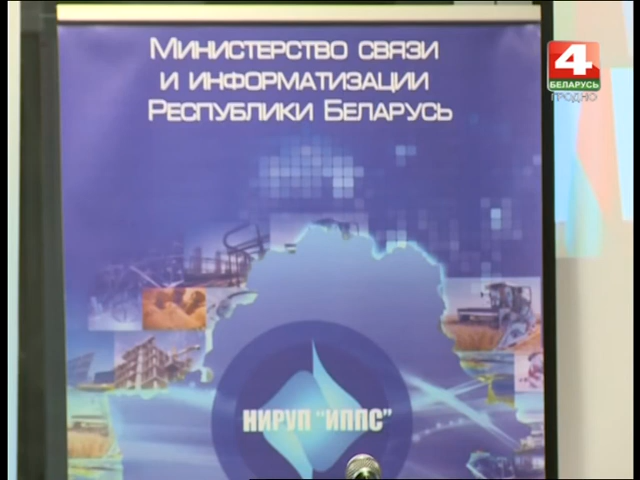 МИНИСТЕРСТВО СВЯЗИ
И ИНФОРМАТИЗАЦИИ
РЕСПУБЛИКИ БЕЛАРУСЬ
4
БЕЛАРУСЬ
ГРОДНО
НИРУП "ИППС"